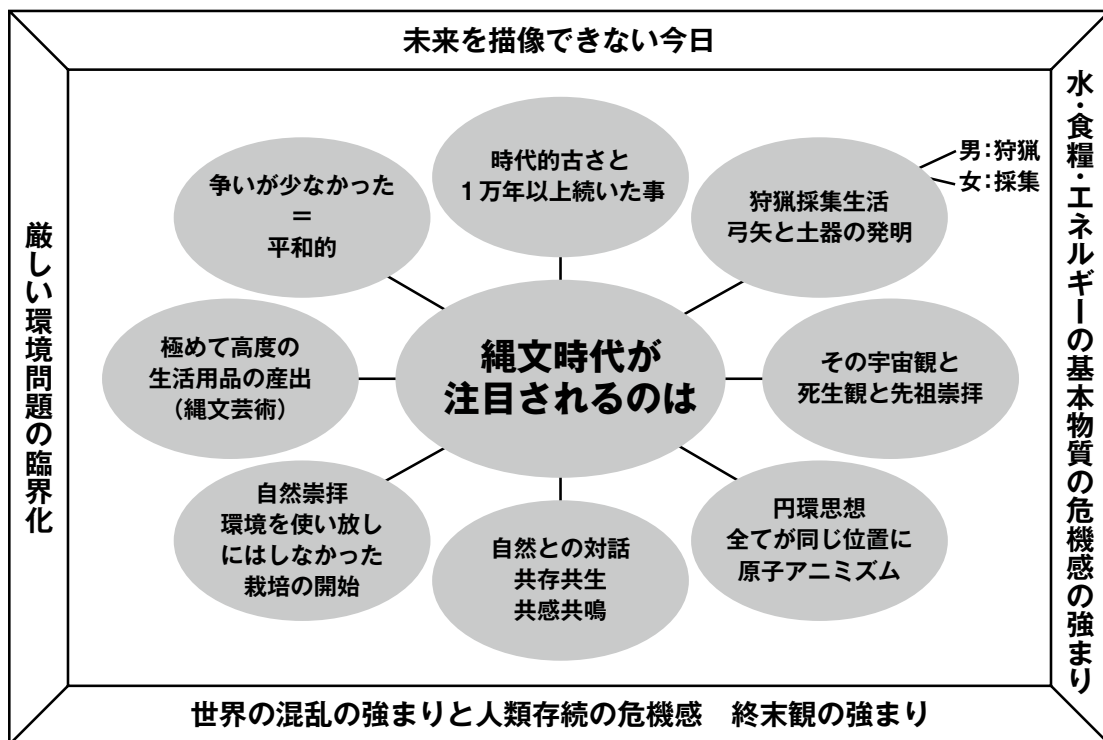 未来を描像できない今日
時代的古さと
1万年以上続いた事
争いが少なかった
＝
平和的
狩猟採集生活
弓矢と土器の発明
男：狩猟
女：採集
厳しい環境問題の臨界化
極めて高度の
生活用品の産出
（縄文芸術）
縄文時代が
注目されるのは
その宇宙観と
死生観と先祖崇拝
水・食糧・エネルギーの基本物質の危機感の強まり
自然崇拝
環境を使い放し
にはしなかった
栽培の開始
自然との対話
共存共生
共感共鳴
円環思想
全てが同じ位置に
原子アニミズム
世界の混乱の強まりと人類存続の危機感　終末観の強まり